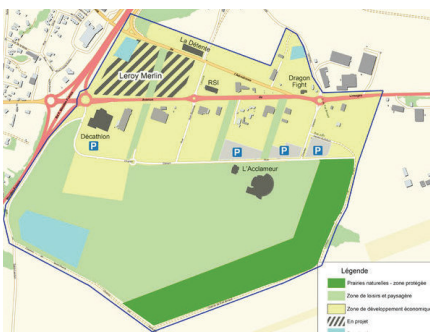 La Détente
Leroy Merlin
RSI
Dragon
Fight
Décathlon
P
P
P
P
L'Acclameur
Légende
Prairies naturelles - zone protégée
Zone de loisirs et paysagère
Zone de développement économique
En projet